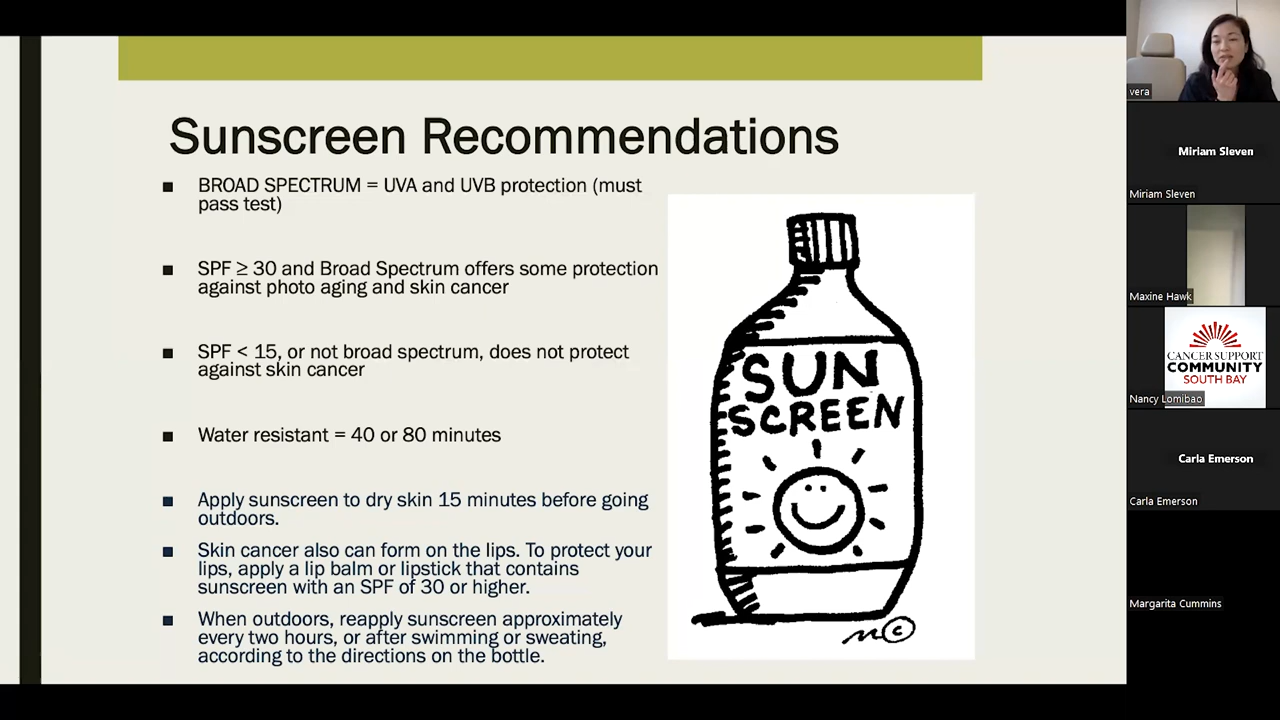 Sunscreen Recommendations
■ BROAD SPECTRUM = UVA and UVB protection (must
pass test)
■ SPF ≥ 30 and Broad Spectrum offers some protection
against photo aging and skin cancer
■ SPF < 15, or not broad spectrum, does not protect
against skin cancer
■ Water resistant = 40 or 80 minutes
■ Apply sunscreen to dry skin 15 minutes before going
outdoors.
■ Skin cancer also can form on the lips. To protect your
lips, apply a lip balm or lipstick that contains
sunscreen with an SPF of 30 or higher.
■ When outdoors, reapply sunscreen approximately
every two hours, or after swimming or sweating,
according to the directions on the bottle.
SUN
SCREEN
©
vera
Miriam Sleven
Miriam Sleven
Maxine Hawk
CANCER SUPPORT
COMMUNITY
SOUTH BAY
Nancy Lomibao
Carla Emerson
Carla Emerson
Margarita Cummins